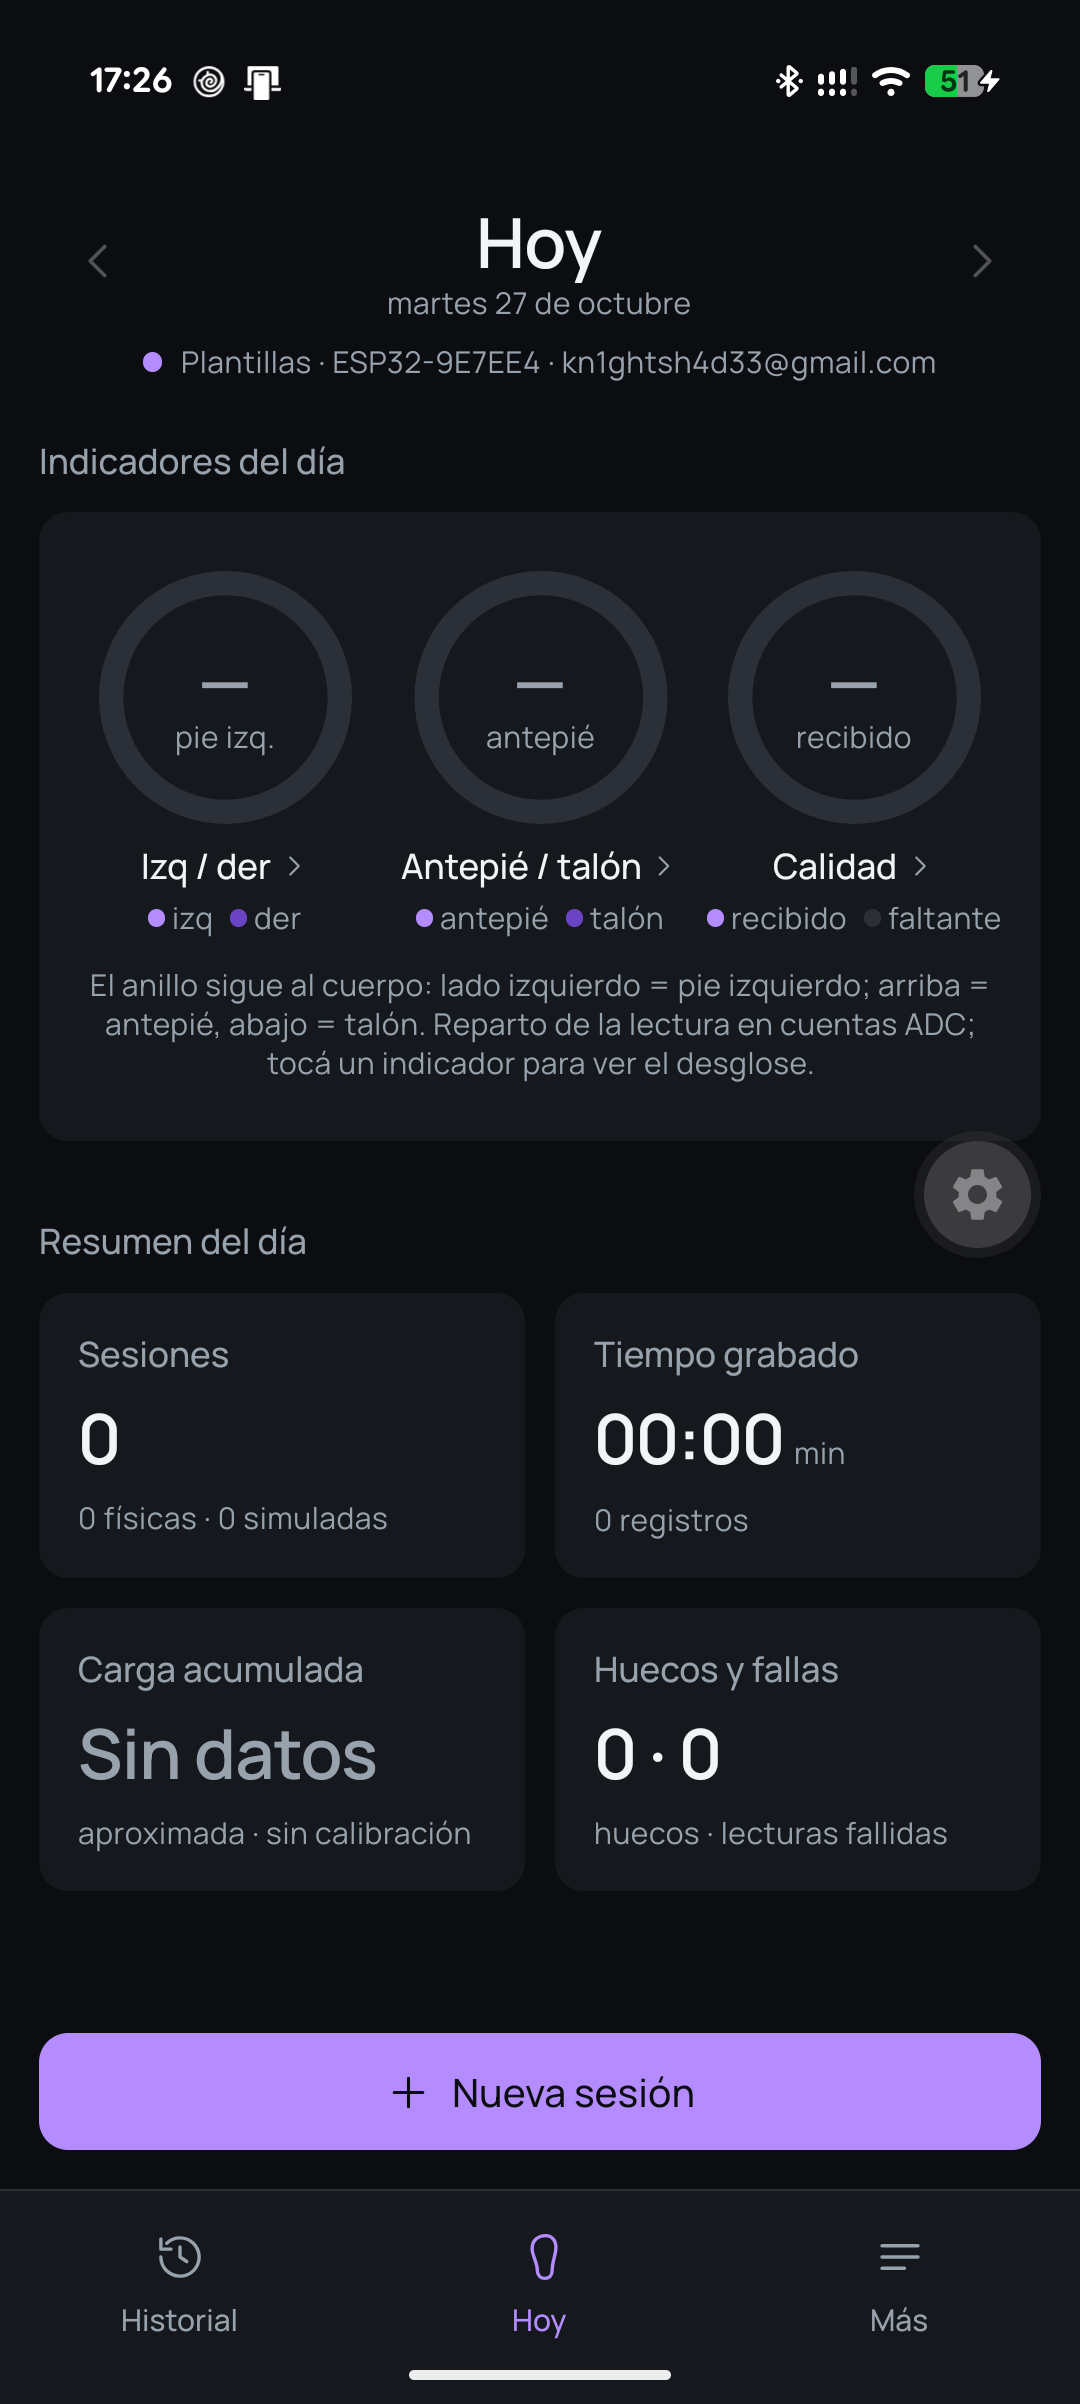 17:26
51
Hoy
martes 27 de octubre
Plantillas · ESP32-9E7EE4 · kn1ghtsh4d33@gmail.com
Indicadores del día
— — —
pie izq. antepié recibido
Izq / der Antepié / talón Calidad
izq der antepié talón recibido faltante
El anillo sigue al cuerpo: lado izquierdo = pie izquierdo; arriba =
antepié, abajo = talón. Reparto de la lectura en cuentas ADC;
tocá un indicador para ver el desglose.
Resumen del día
Sesiones
0
0 físicas · 0 simuladas
Tiempo grabado
00:00 min
0 registros
Carga acumulada
Sin datos
aproximada · sin calibración
Huecos y fallas
0 · 0
huecos · lecturas fallidas
+ Nueva sesión
Historial Hoy Más